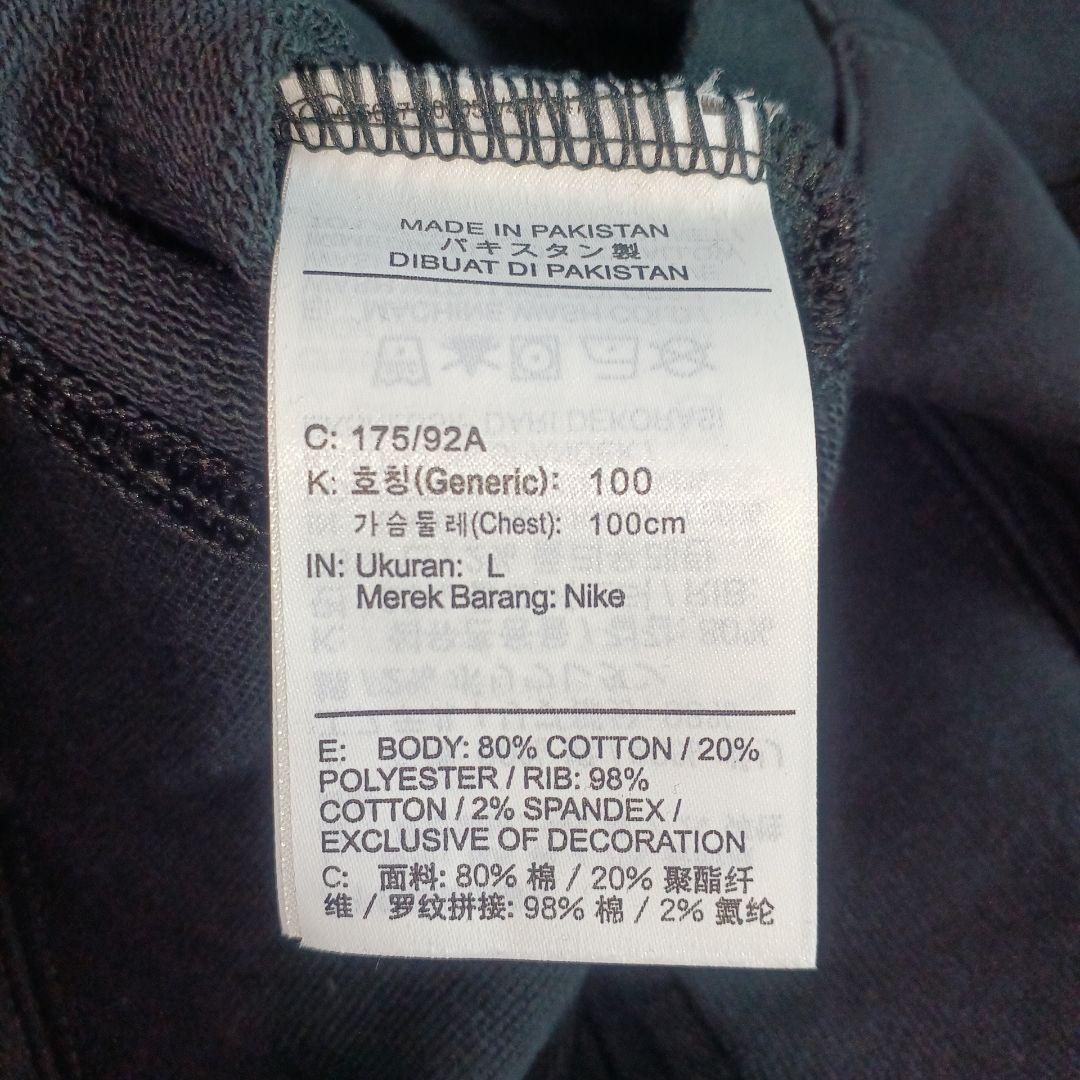 MADE IN PAKISTAN
パキスタン製
DIBUAT DI PAKISTAN
C: 175/92A
K: 호칭(Generic): 100
가슴둘레(Chest): 100cm
IN: Ukuran: L
Merek Barang: Nike
E: BODY: 80% COTTON / 20%
POLYESTER / RIB: 98%
COTTON / 2% SPANDEX /
EXCLUSIVE OF DECORATION
C: 面料: 80% 棉 / 20% 聚酯纤
维 / 罗纹拼接: 98% 棉 / 2% 氨纶